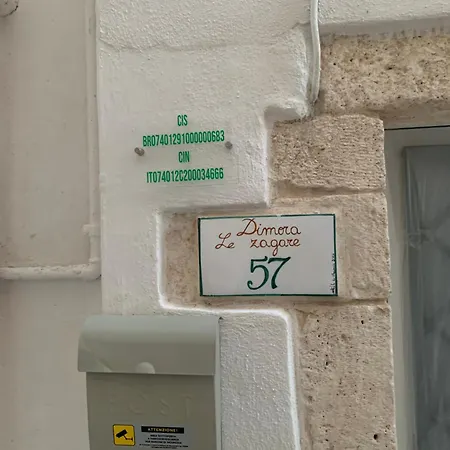 CIS
BR07401291000000683
CIN
IT074012C200034666
Dimora
Le zagare
57
ATTENZIONE!